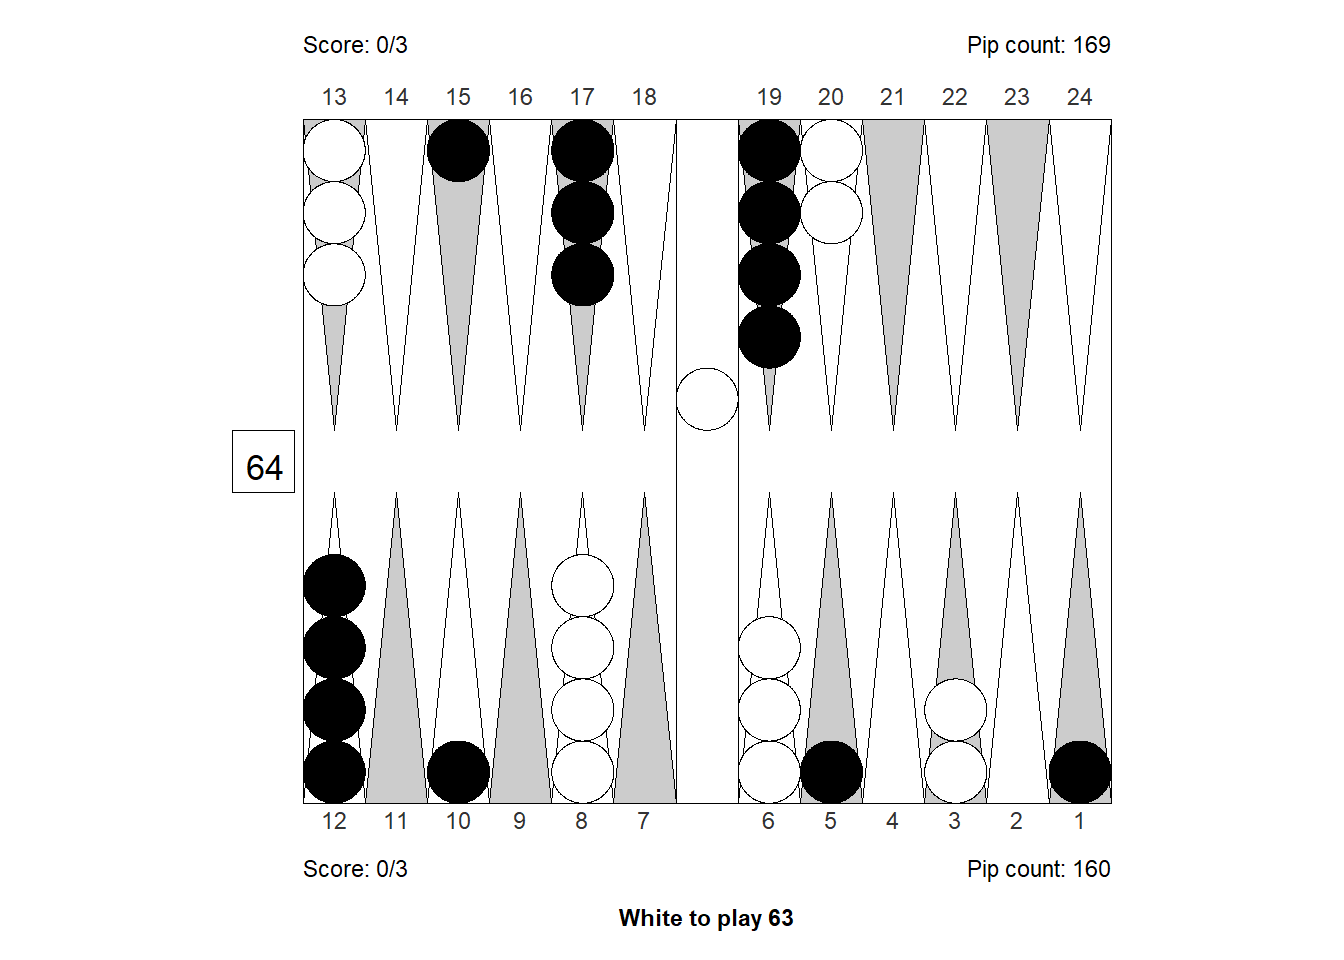 Score: 0/3 Pip count: 169
13 14 15 16 17 18 19 20 21 22 23 24
64
12 11 10 9 8 7 6 5 4 3 2 1
Score: 0/3 Pip count: 160
White to play 63